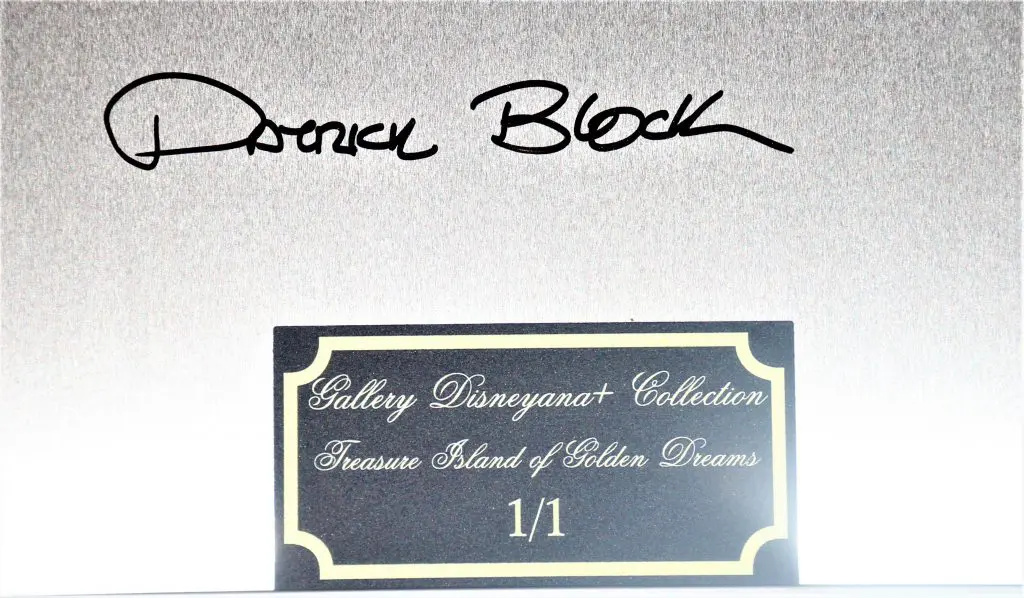 Derrick Block
Gallery Disneyana+ Collection
Treasure Island of Golden Dreams
1/1